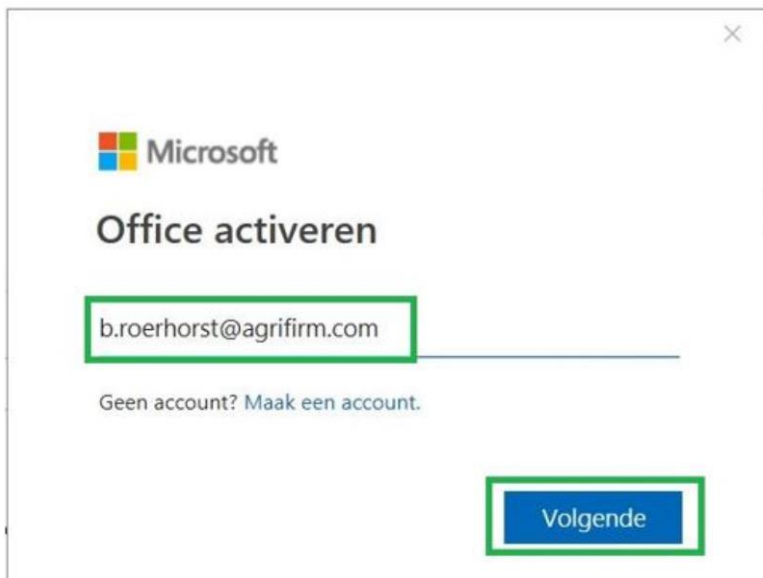 Microsoft
Office activeren
b.roerhorst@agrifirm.com
Geen account? Maak een account.
Volgende